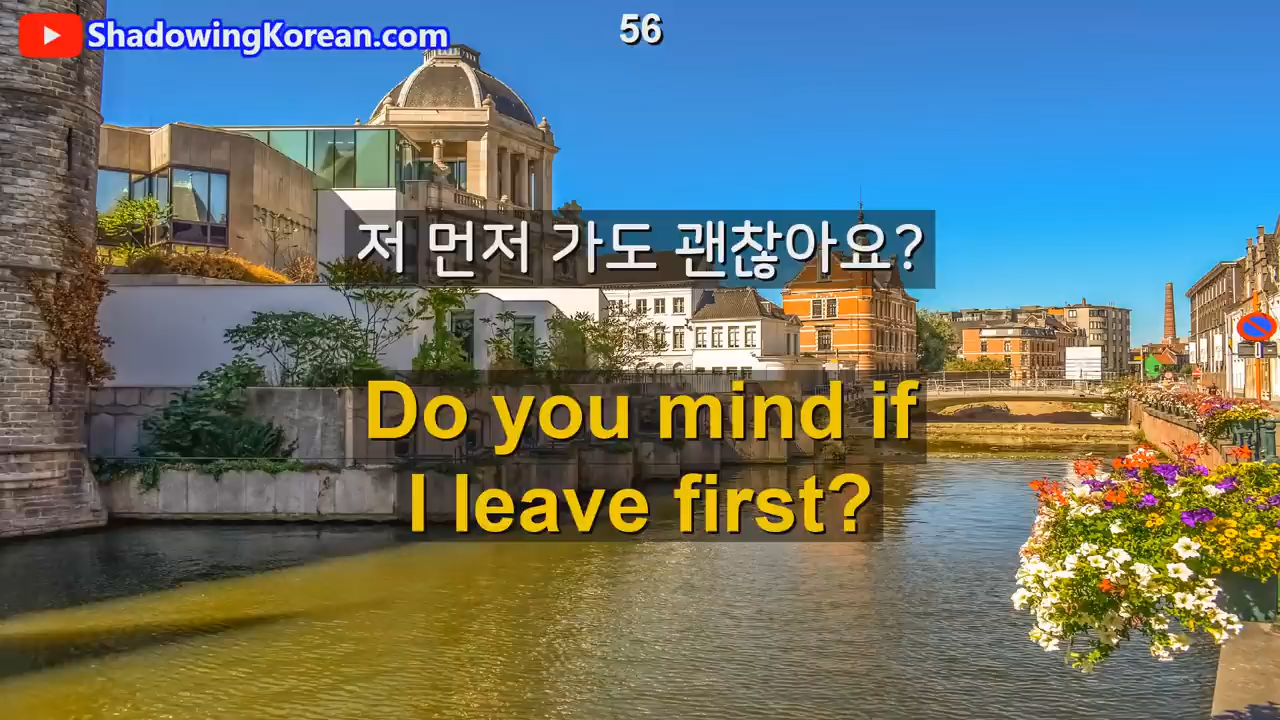 ShadowingKorean.com
56
저 먼저 가도 괜찮아요?
Do you mind if
I leave first?